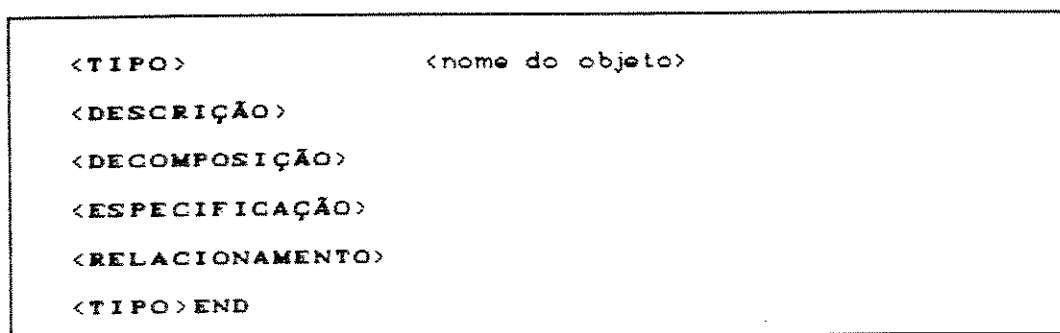 <TIPO> <nome do objeto>
<DESCRIÇÃO>
<DECOMPOSIÇÃO>
<ESPECIFICAÇÃO>
<RELACIONAMENTO>
<TIPO>END